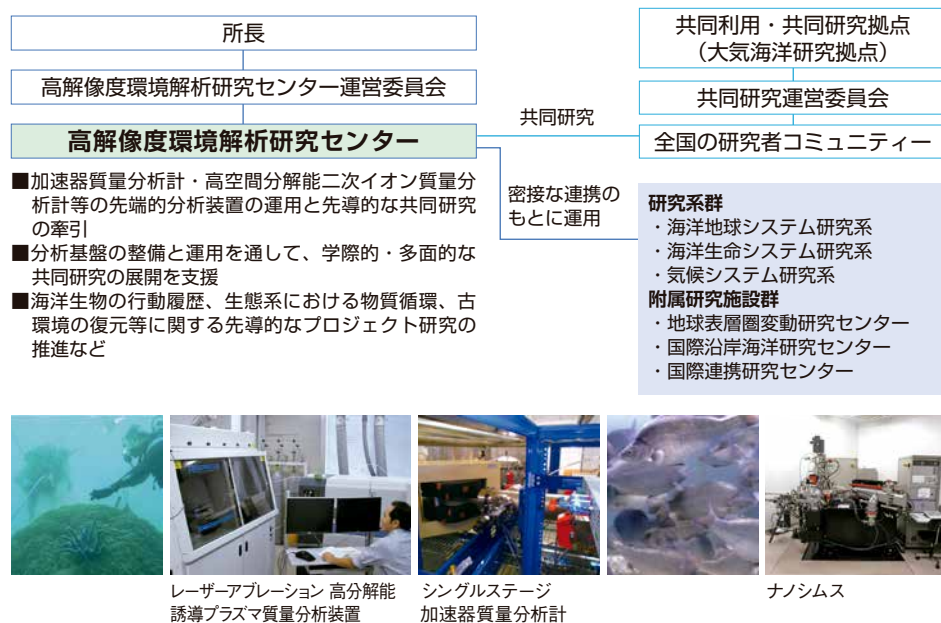 所長
高解像度環境解析研究センター運営委員会
高解像度環境解析研究センター
■加速器質量分析計・高空間分解能二次イオン質量分
析計等の先端的分析装置の運用と先導的な共同研究
の牽引
■分析基盤の整備と運用を通して、学際的・多面的な
共同研究の展開を支援
■海洋生物の行動履歴、生態系における物質循環、古
環境の復元等に関する先導的なプロジェクト研究の
推進など
共同研究
密接な連携の
もとに運用
共同利用・共同研究拠点
（大気海洋研究拠点）
共同研究運営委員会
全国の研究者コミュニティー
研究系群
・海洋地球システム研究系
・海洋生命システム研究系
・気候システム研究系
附属研究施設群
・地球表層圏変動研究センター
・国際沿岸海洋研究センター
・国際連携研究センター
レーザーアブレーション 高分解能
誘導プラズマ質量分析装置
シングルステージ
加速器質量分析計
ナノシムス